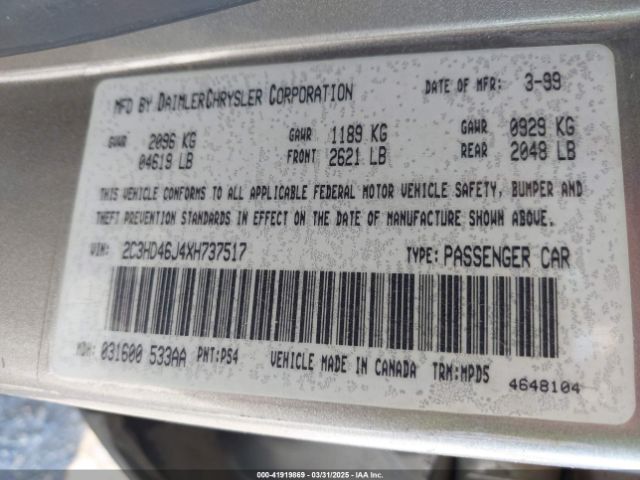 MFD BY DAIMLERCHRYSLER CORPORATION DATE OF MFR: 3-99
GVWR 2096 KG GAWR 1189 KG GAWR 0929 KG
04619 LB FRONT 2621 LB REAR 2048 LB
THIS VEHICLE CONFORMS TO ALL APPLICABLE FEDERAL MOTOR VEHICLE SAFETY, BUMPER AND
THEFT PREVENTION STANDARDS IN EFFECT ON THE DATE OF MANUFACTURE SHOWN ABOVE.
VIN: 2C3HD46J4XH737517 TYPE: PASSENGER CAR
MDH: 031600 533AA PNT: PS4 VEHICLE MADE IN CANADA TRM: MPD5
4648104
000-41919869 - 03/31/2025 - IAA Inc.